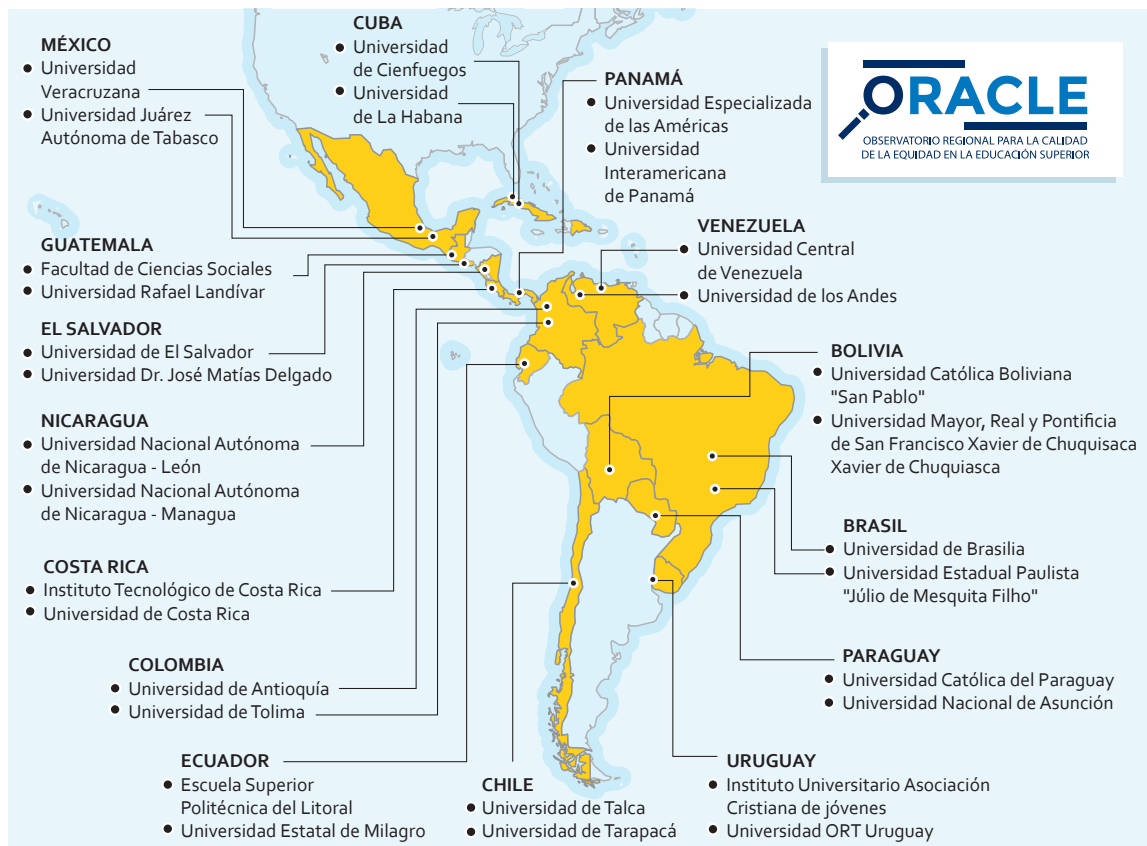 MÉXICO
Universidad
Veracruzana
Universidad Juárez
Autónoma de Tabasco
CUBA
Universidad
de Cienfuegos
Universidad
de La Habana
PANAMÁ
Universidad Especializada
de las Américas
Universidad
Interamericana
de Panamá
ORACLE
OBSERVATORIO REGIONAL PARA LA CALIDAD
DE LA EQUIDAD EN LA EDUCACIÓN SUPERIOR
GUATEMALA
Facultad de Ciencias Sociales
Universidad Rafael Landívar
VENEZUELA
Universidad Central
de Venezuela
Universidad de los Andes
EL SALVADOR
Universidad de El Salvador
Universidad Dr. José Matías Delgado
BOLIVIA
Universidad Católica Boliviana
"San Pablo"
Universidad Mayor, Real y Pontificia
de San Francisco Xavier de Chuquisaca
Xavier de Chuquiasca
NICARAGUA
Universidad Nacional Autónoma
de Nicaragua - León
Universidad Nacional Autónoma
de Nicaragua - Managua
BRASIL
Universidad de Brasilia
Universidad Estadual Paulista
"Júlio de Mesquita Filho"
COSTA RICA
Instituto Tecnológico de Costa Rica
Universidad de Costa Rica
COLOMBIA
Universidad de Antioquía
Universidad de Tolima
PARAGUAY
Universidad Católica del Paraguay
Universidad Nacional de Asunción
ECUADOR
Escuela Superior
Politécnica del Litoral
Universidad Estatal de Milagro
CHILE
Universidad de Talca
Universidad de Tarapacá
URUGUAY
Instituto Universitario Asociación
Cristiana de jóvenes
Universidad ORT Uruguay